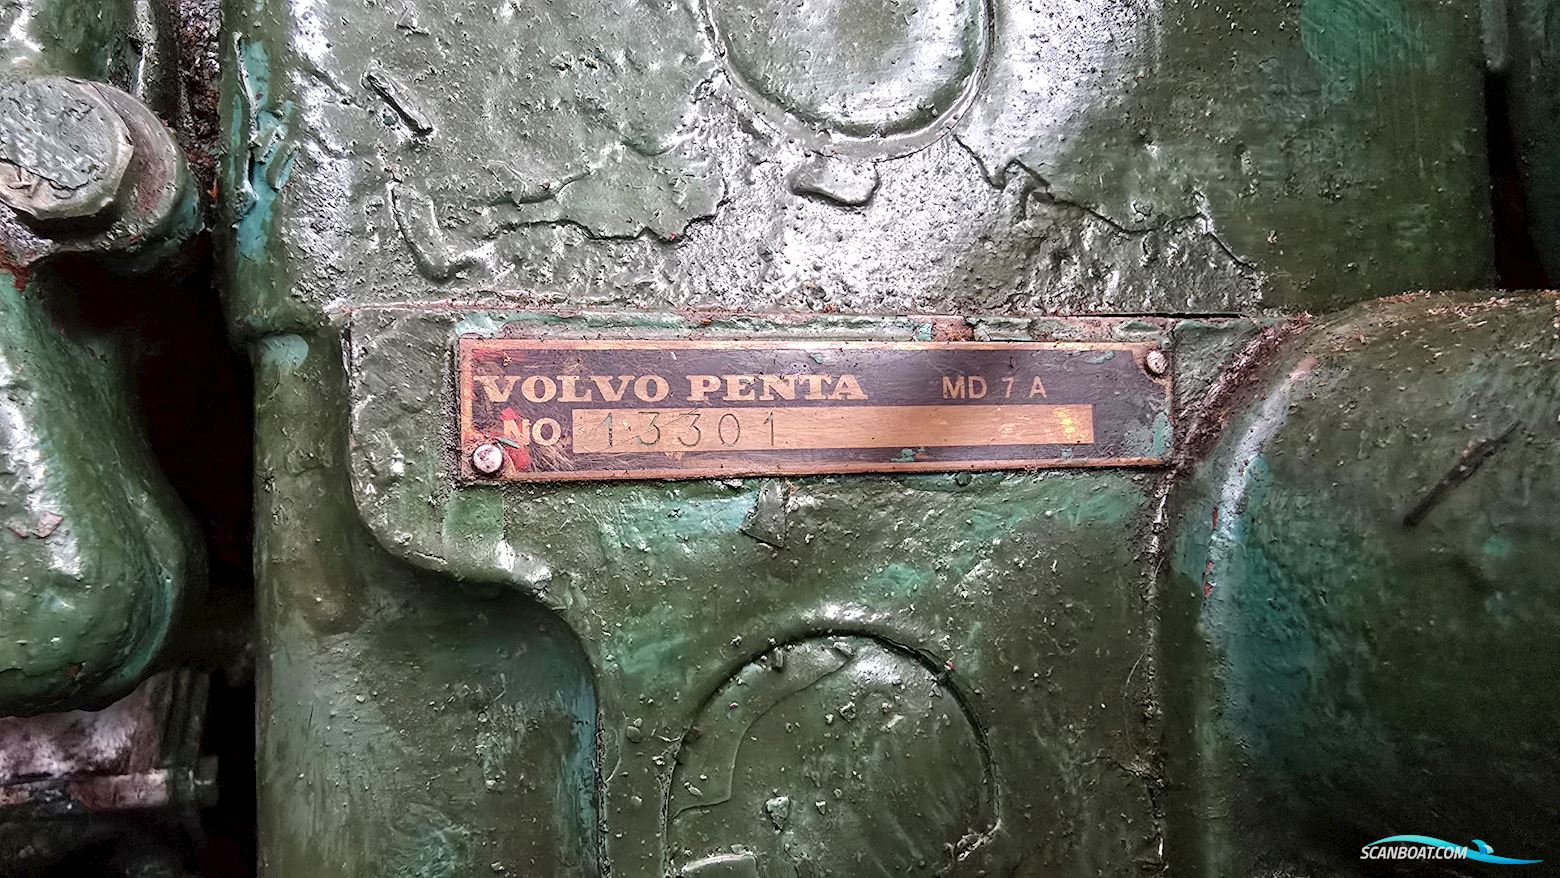 VOLVO PENTA MD 7 A
NO. 13301
SCANBOAT.COM